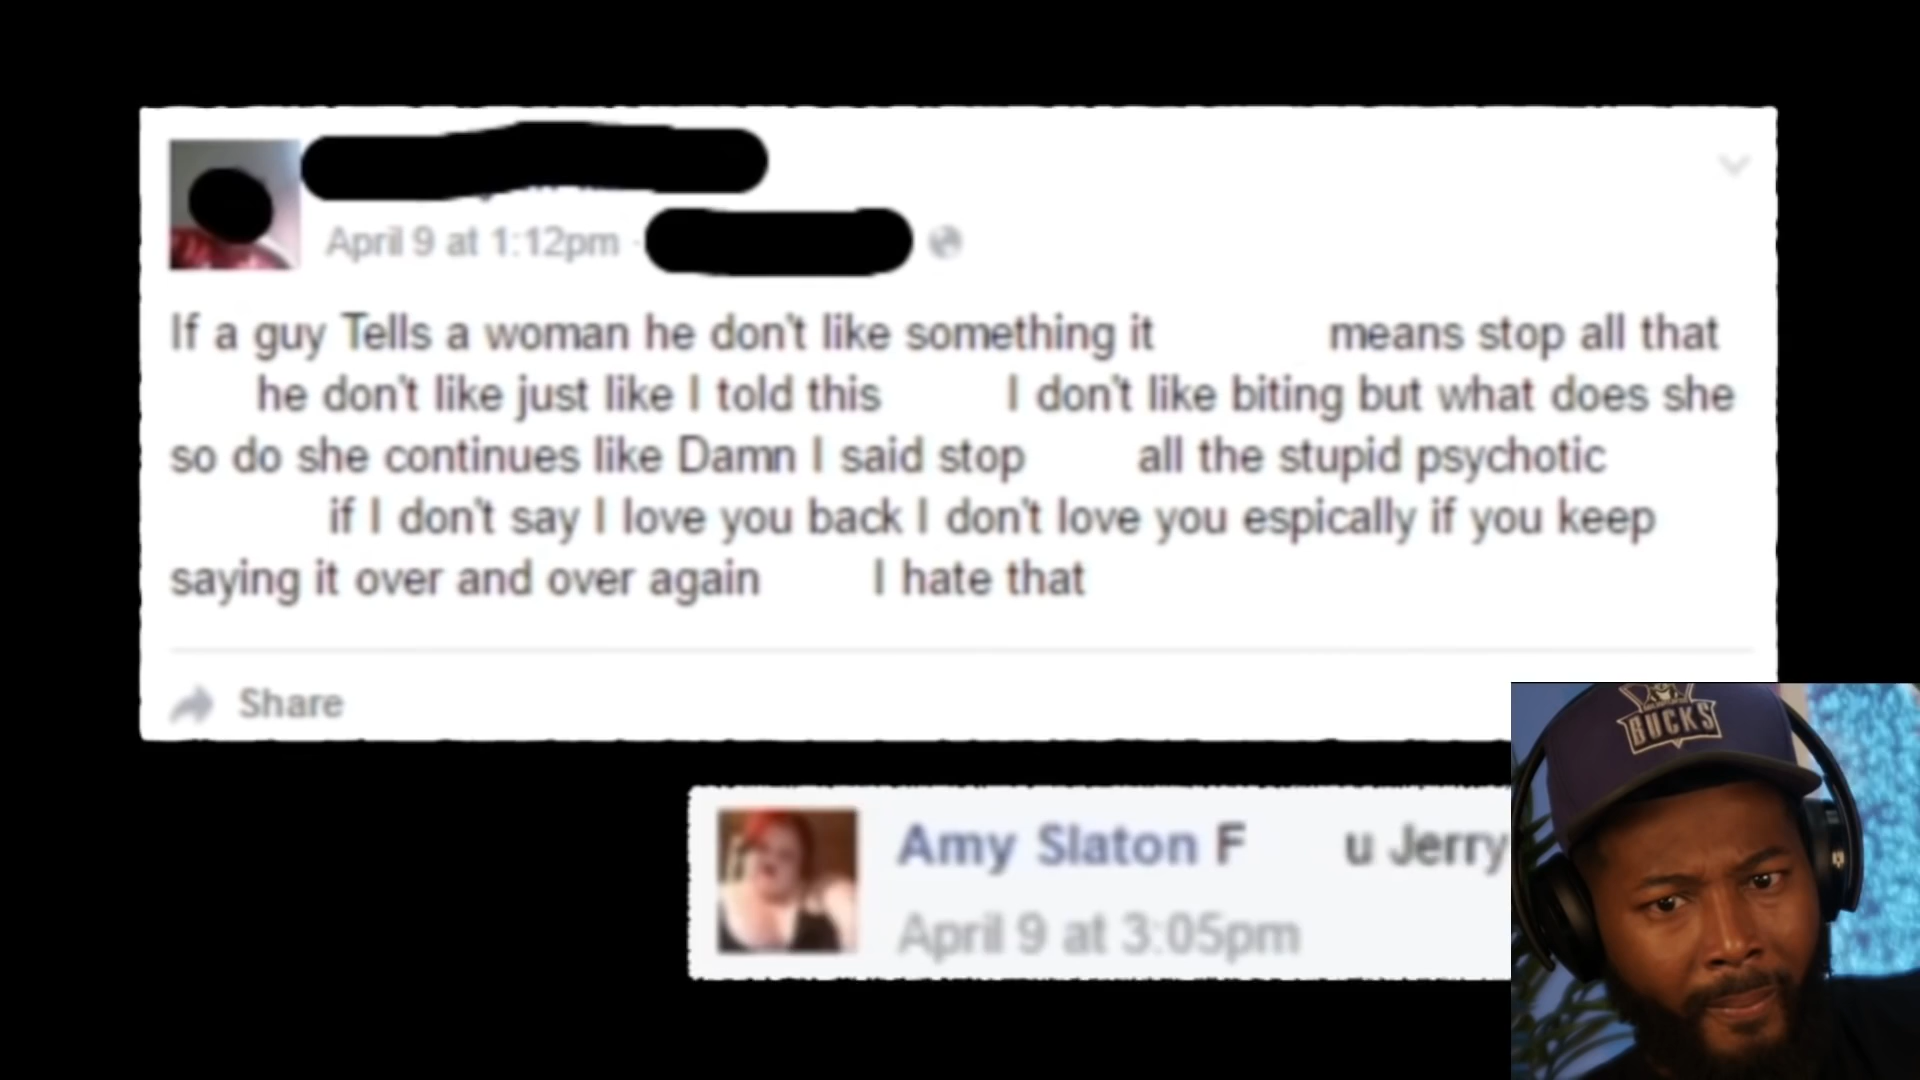 April 9 at 1:12pm ·
If a guy Tells a woman he don't like something it means stop all that
he don't like just like I told this I don't like biting but what does she
so do she continues like Damn I said stop all the stupid psychotic
if I don't say I love you back I don't love you espically if you keep
saying it over and over again I hate that
Share
Amy Slaton F u Jerry
April 9 at 3:05pm
BUCKS